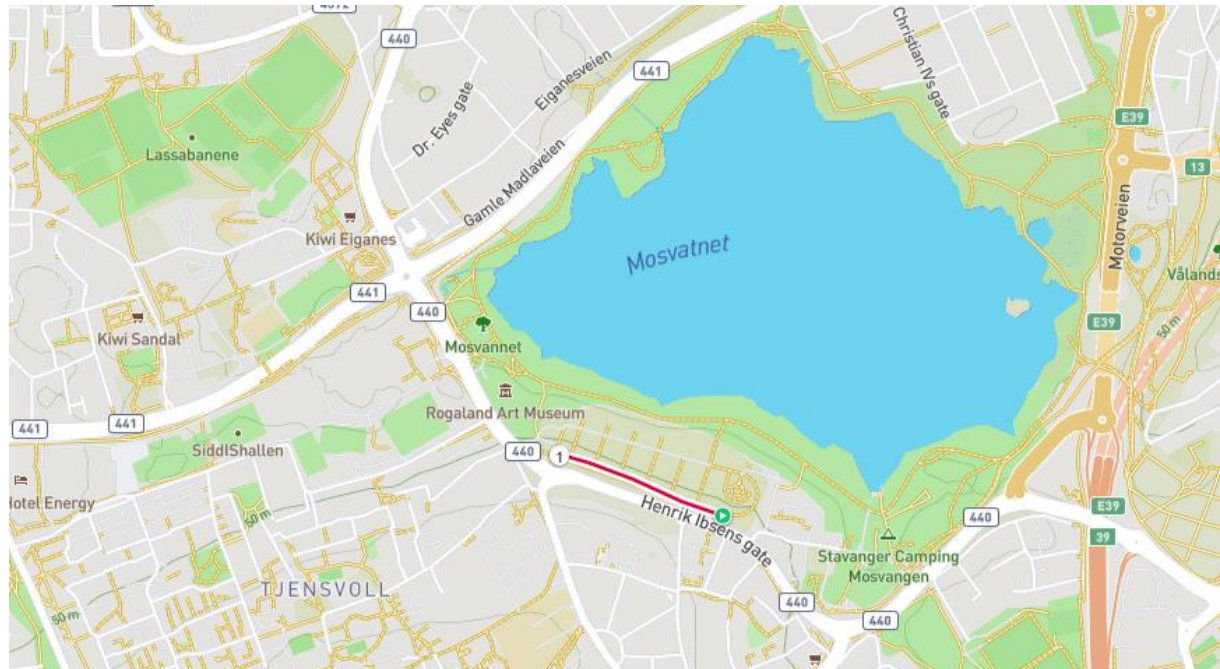 440
441
Christian IVs gate
Eiganesveien
Dr. Eyes gate
E39
Lassabanene
13
Gamle Madlaveien
Motorveien
Kiwi Eiganes
Mosvatnet
441
440
E39
50 m
Kiwi Sandal
Mosvannet
Rogaland Art Museum
441
441
SiddIShallen
440
1
Hotel Energy
50 m
Henrik Ibsens gate
E39
440
39
Stavanger Camping
Mosvangen
TJENSVOLL
440
440
50 m